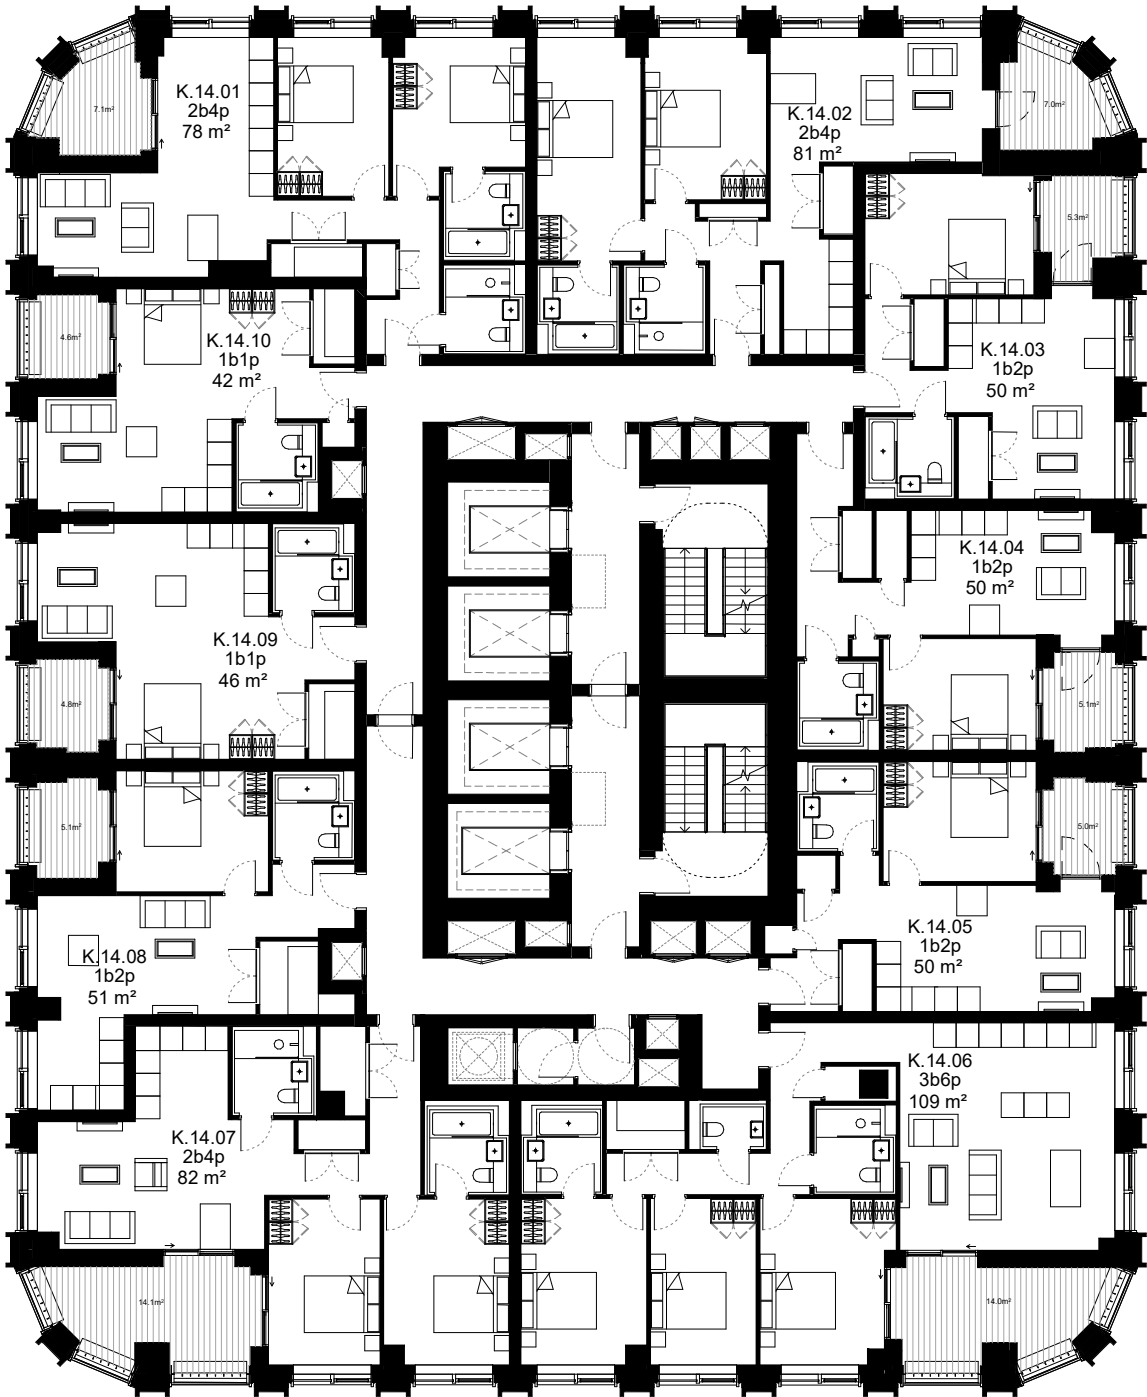 7.1m²
K.14.01
2b4p
78 m²
K.14.02
2b4p
81 m²
7.0m²
5.3m²
4.6m²
K.14.10
1b1p
42 m²
K.14.03
1b2p
50 m²
K.14.04
1b2p
50 m²
K.14.09
1b1p
46 m²
4.8m²
5.1m²
5.1m²
5.0m²
K.14.08
1b2p
51 m²
K.14.05
1b2p
50 m²
K.14.07
2b4p
82 m²
K.14.06
3b6p
109 m²
14.1m²
14.0m²